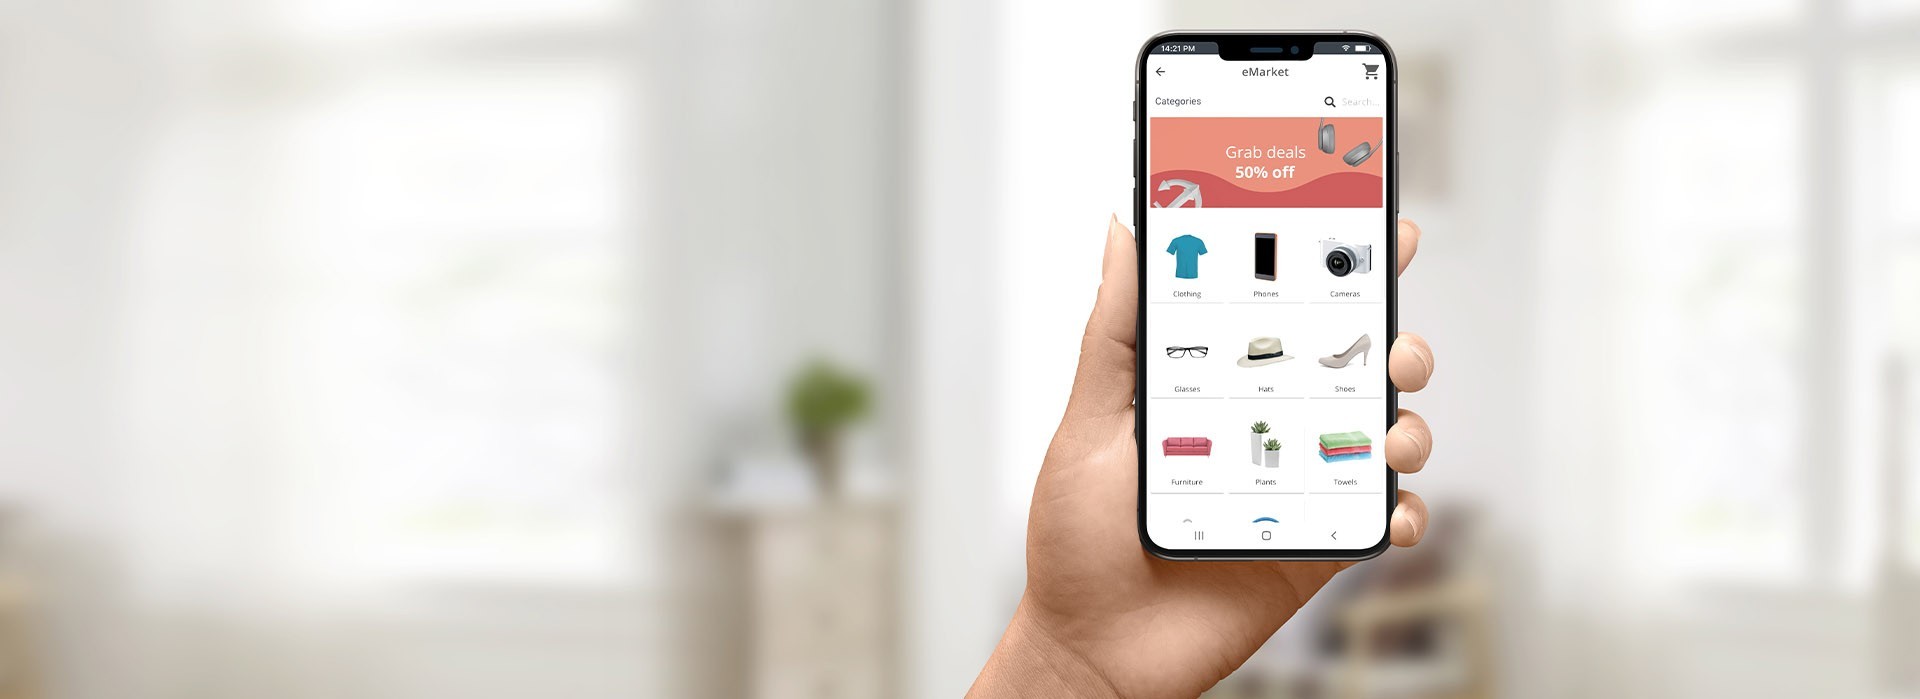 14:21 PM
eMarket
Categories
Search...
Grab deals
50% off
Clothing
Phones
Cameras
Glasses
Hats
Shoes
Furniture
Plants
Towels